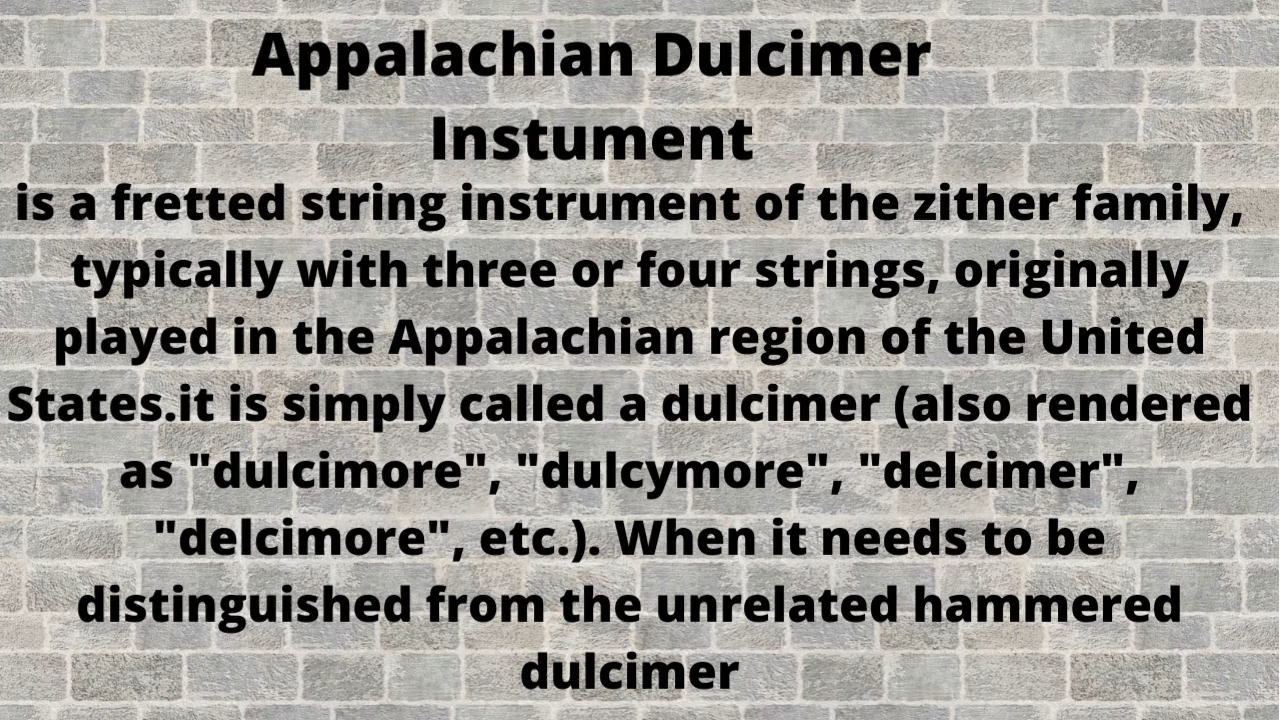 Appalachian Dulcimer
Instument
is a fretted string instrument of the zither family,
typically with three or four strings, originally
played in the Appalachian region of the United
States.it is simply called a dulcimer (also rendered
as "dulcimore", "dulcymore", "delcimer",
"delcimore", etc.). When it needs to be
distinguished from the unrelated hammered
dulcimer